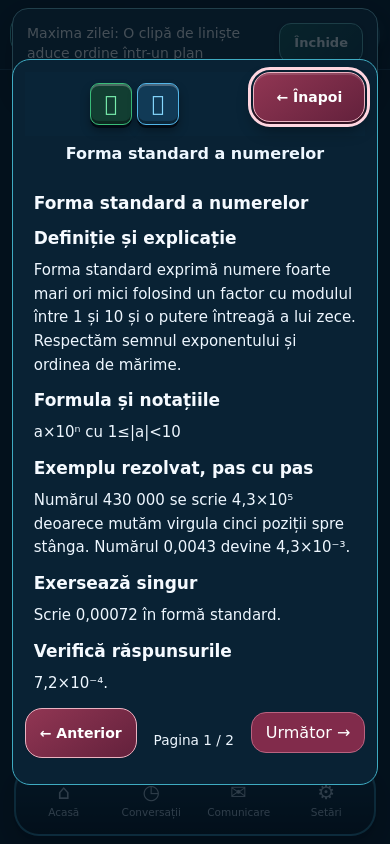 Maxima zilei: O clipă de liniște
aduce ordine într-un plan
Închide
← Înapoi
Forma standard a numerelor
Forma standard a numerelor
Definiție și explicație
Forma standard exprimă numere foarte
mari ori mici folosind un factor cu modulul
între 1 și 10 și o putere întreagă a lui zece.
Respectăm semnul exponentului și
ordinea de mărime.
Formula și notațiile
a×10ⁿ cu 1≤|a|<10
Exemplu rezolvat, pas cu pas
Numărul 430 000 se scrie 4,3×10⁵
deoarece mutăm virgula cinci poziții spre
stânga. Numărul 0,0043 devine 4,3×10⁻³.
Exersează singur
Scrie 0,00072 în formă standard.
Verifică răspunsurile
7,2×10⁻⁴.
← Anterior
Pagina 1 / 2
Următor →
Acasă
Conversații
Comunicare
Setări